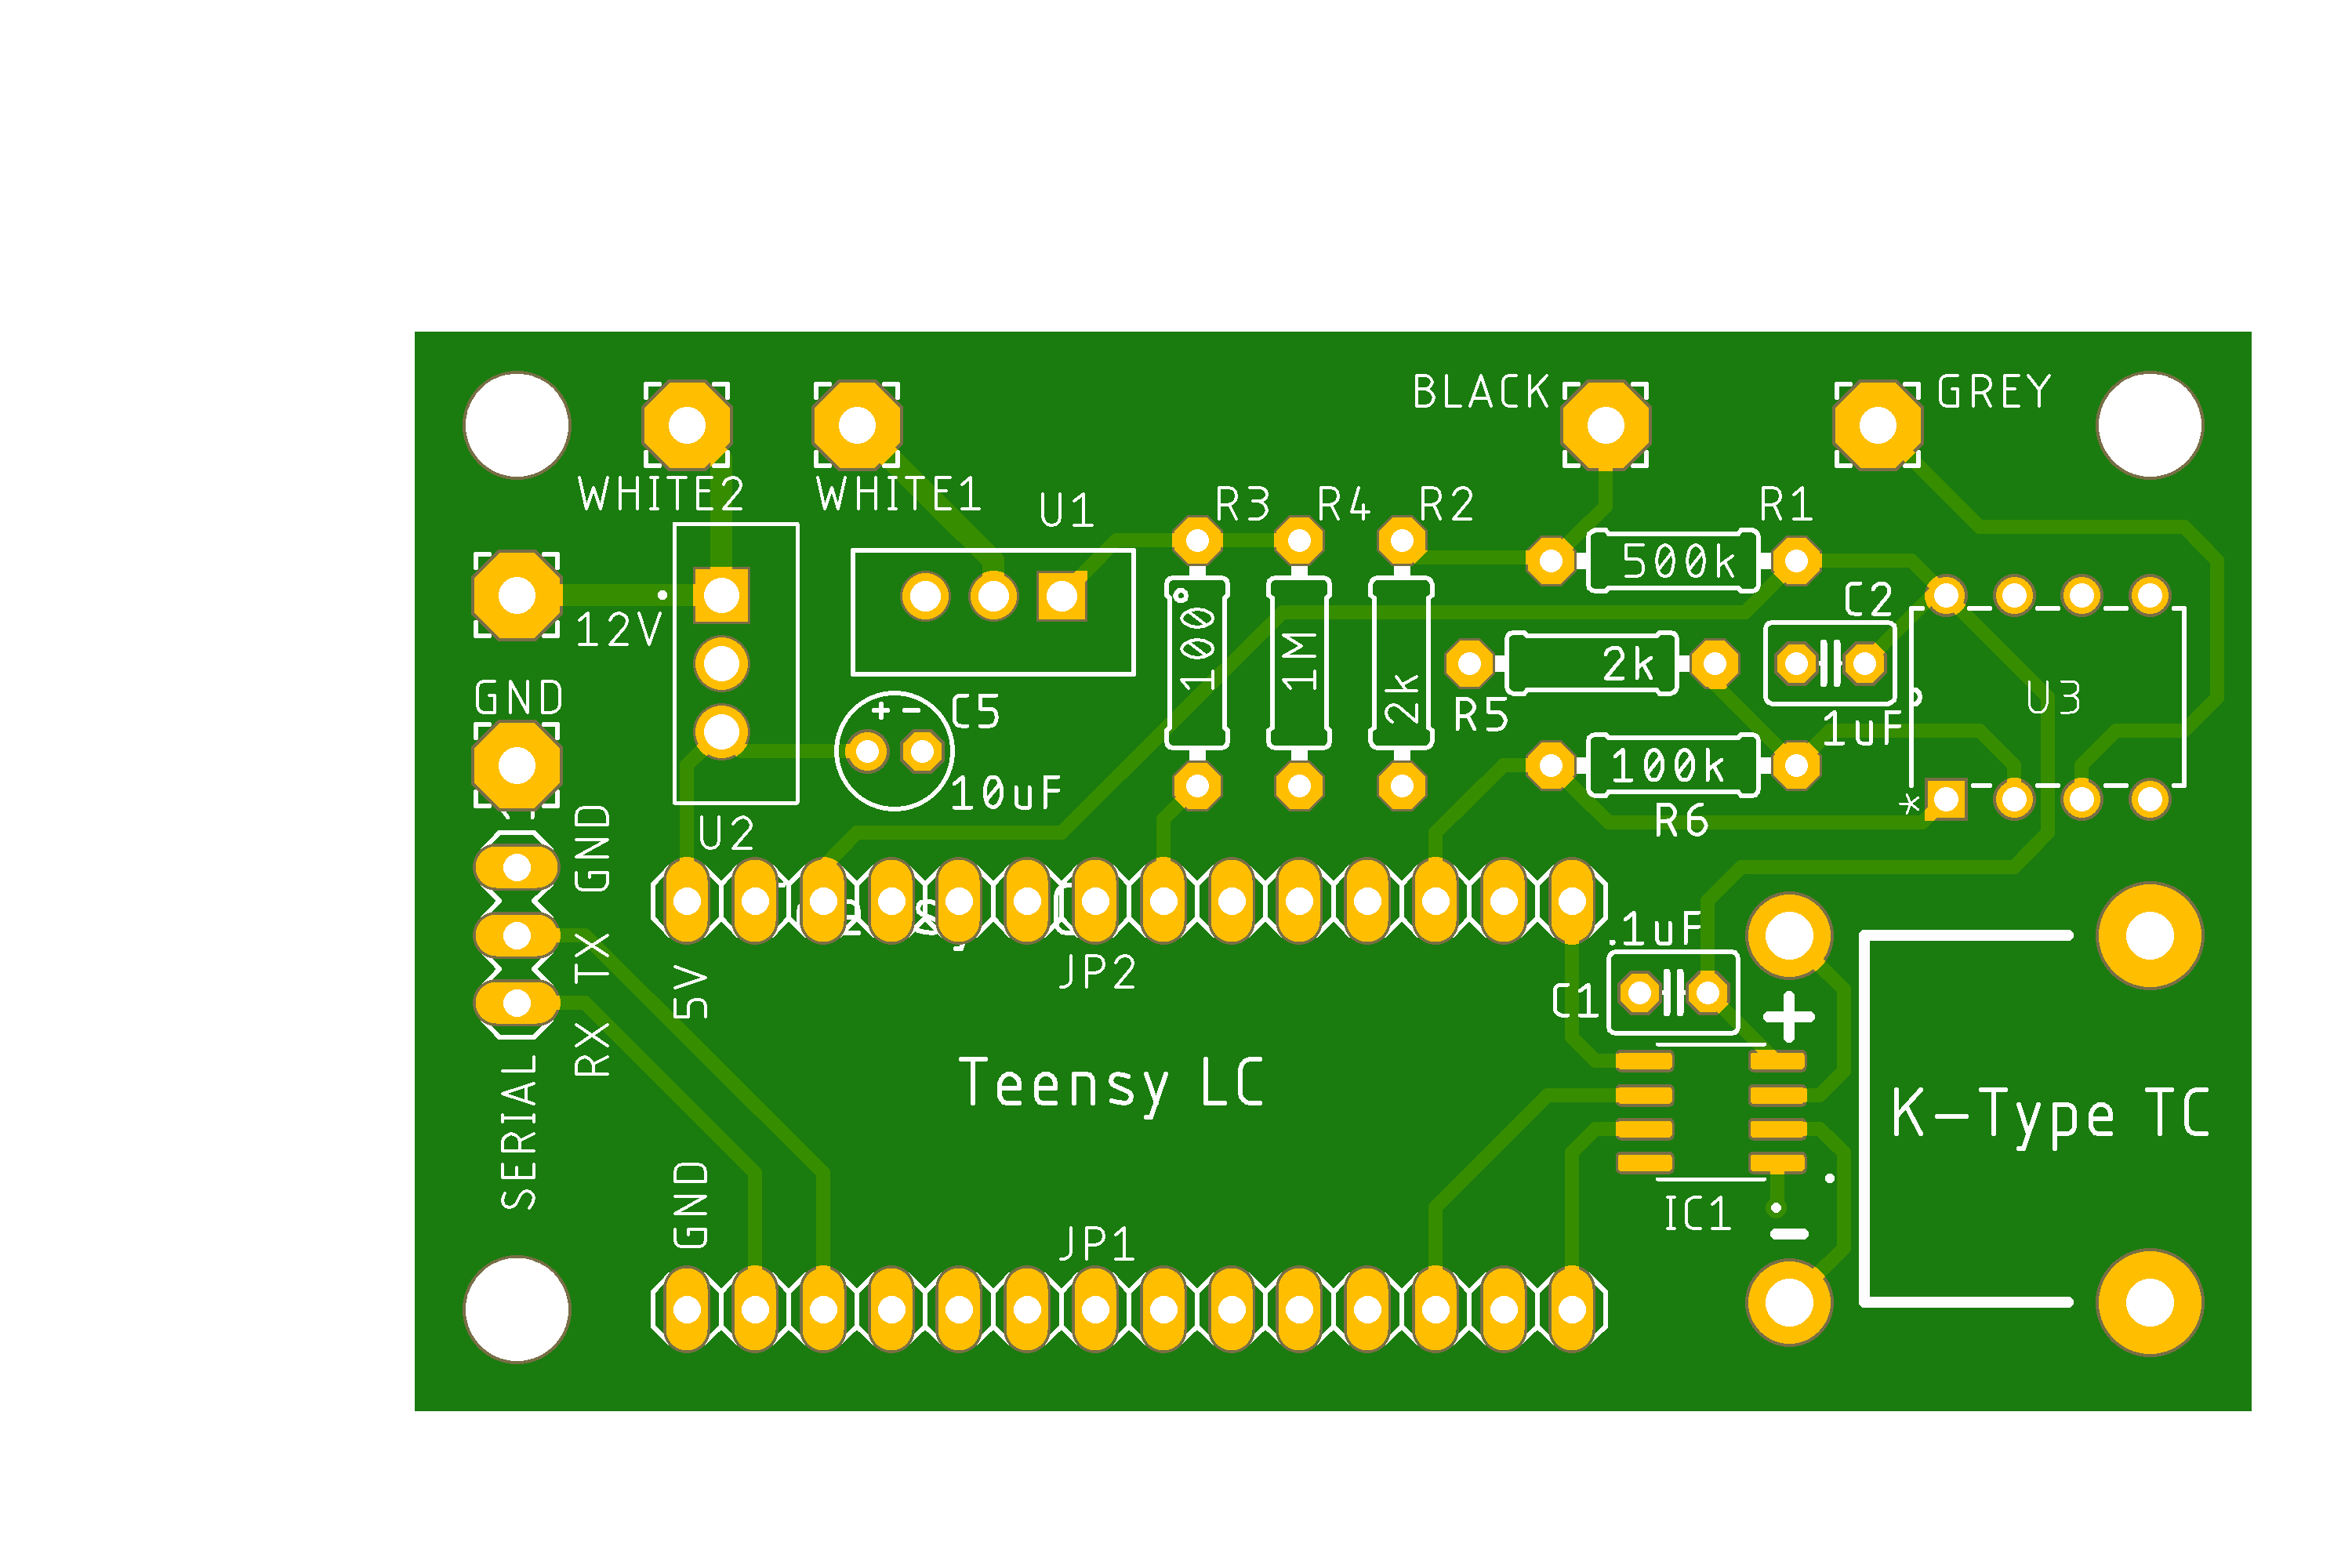 BLACK
GREY
WHITE2
WHITE1
U1
R3
R4
R2
R1
500k
12V
100
1M
2k
2k
C2
GND
+ -
C5
R5
1uF
U3
10uF
100k
*
U2
R6
GND
TX
RX
5V
JP2
.1uF
C1
+
SERIAL
Teensy LC
K-Type TC
GND
IC1
-
JP1